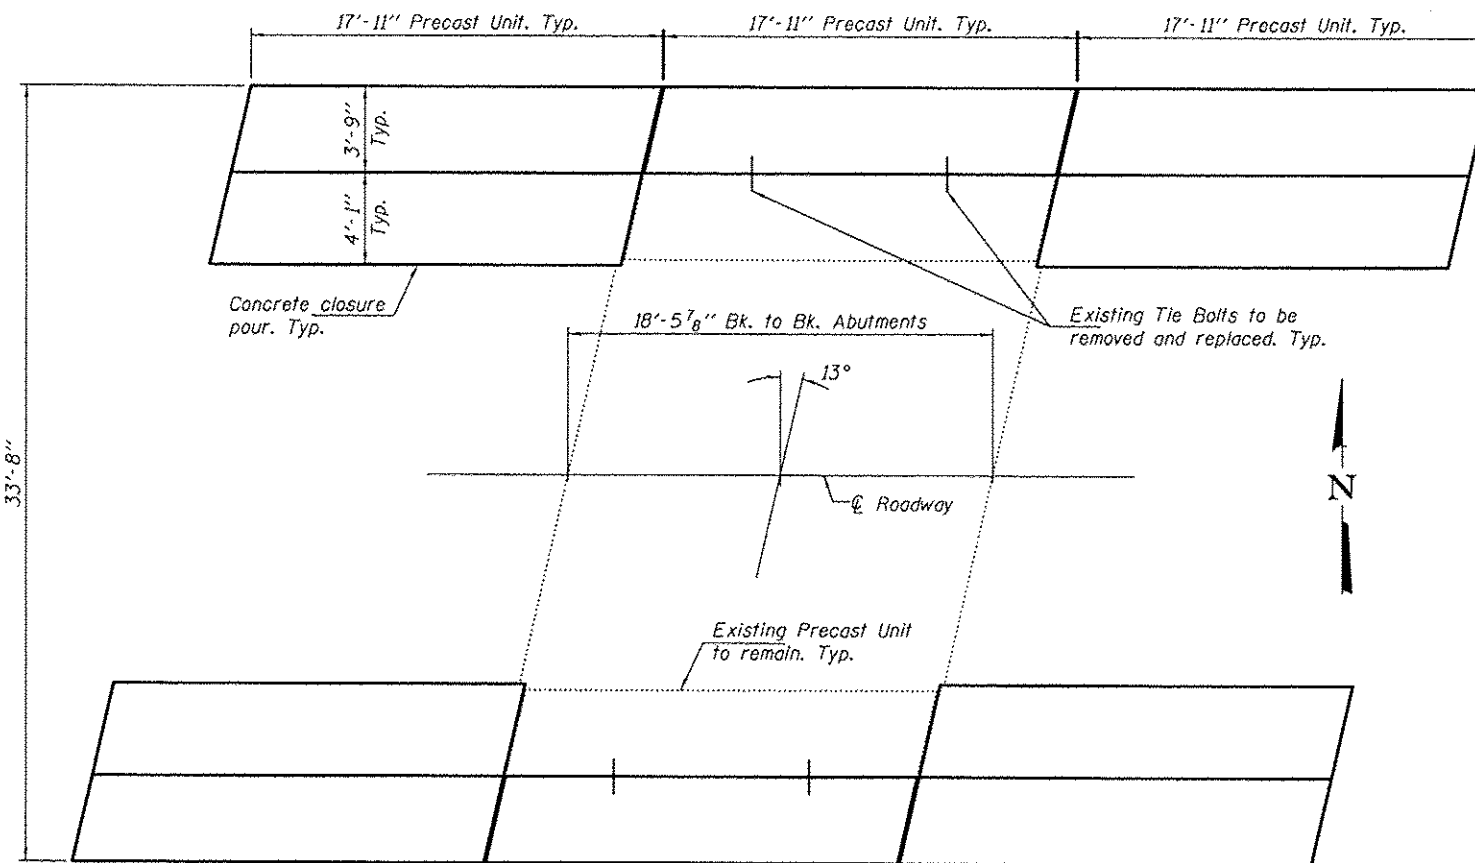 17'-11" Precast Unit. Typ.
17'-11" Precast Unit. Typ.
17'-11" Precast Unit. Typ.
3'-9"
Typ.
4'-1"
Typ.
Concrete closure
pour. Typ.
18'-5 7/8" Bk. to Bk. Abutments
Existing Tie Bolts to be
removed and replaced. Typ.
13°
33'-8"
N
℄ Roadway
Existing Precast Unit
to remain. Typ.